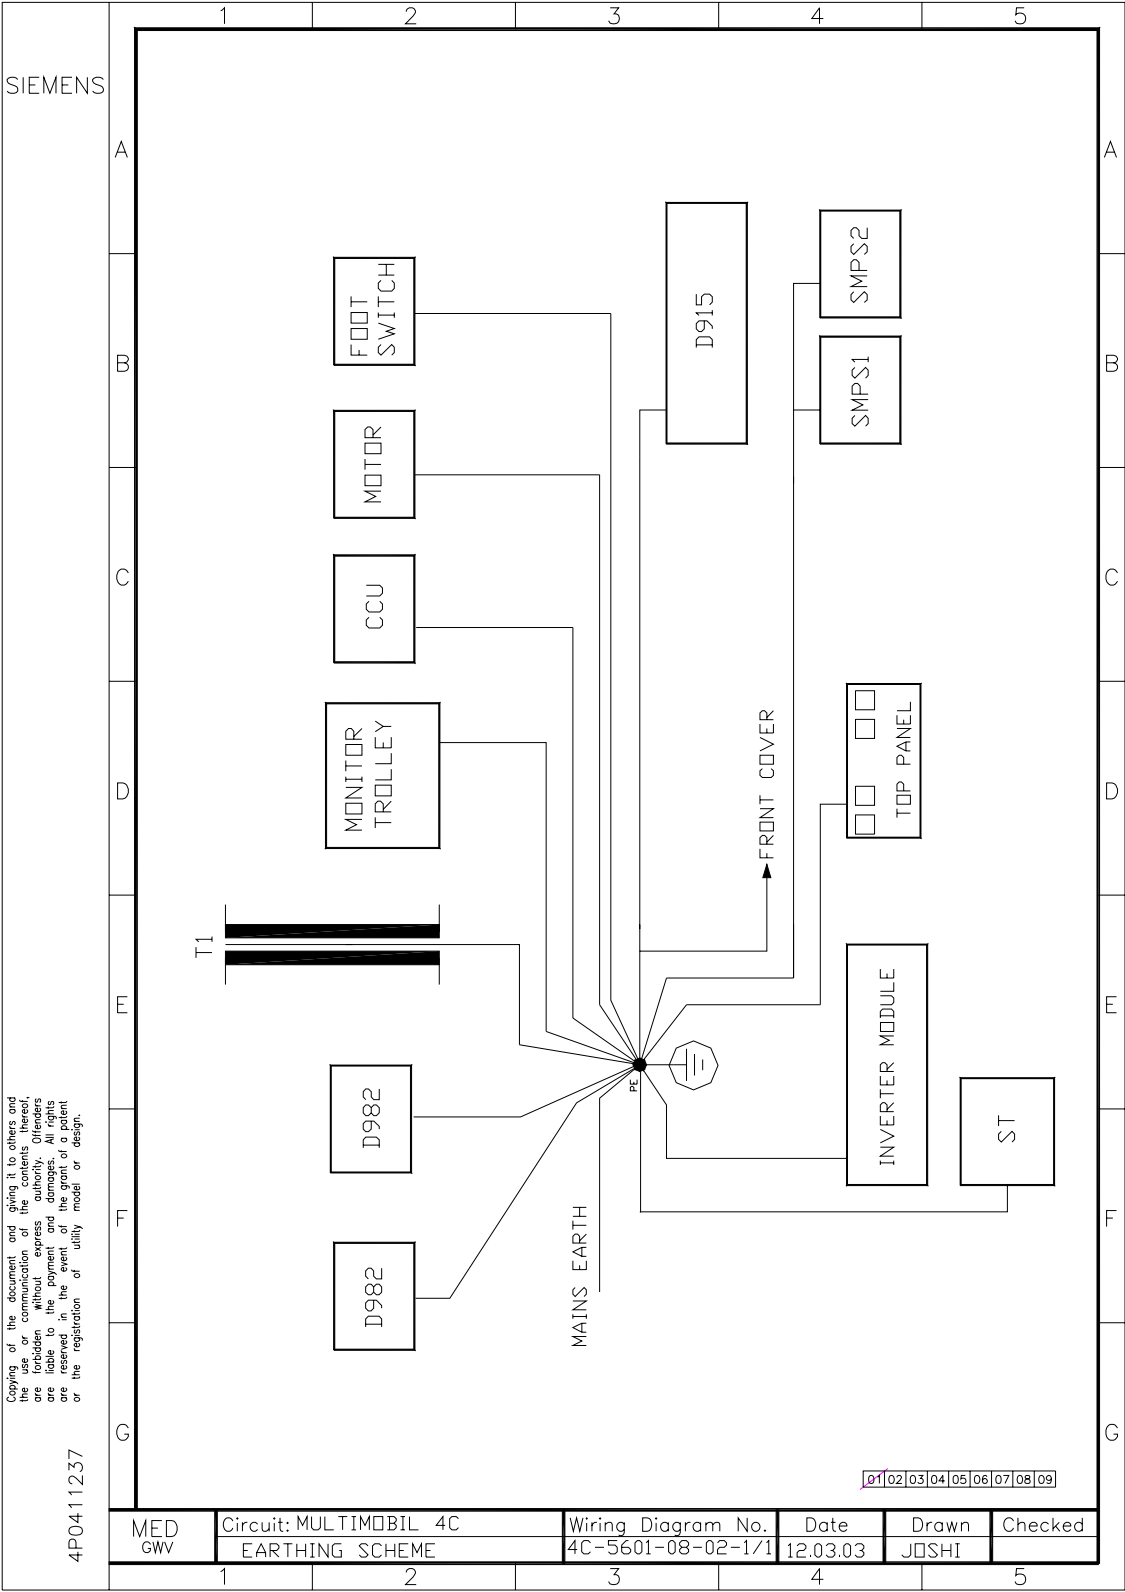 1 2 3 4 5
SIEMENS
A A
B B
C C
D D
E E
F F
G G
FOOT
SWITCH
MOTOR
CCU
MONITOR
TROLLEY
T1
D982
D982
MAINS EARTH
PE
D915
SMPS2
SMPS1
FRONT COVER
TOP PANEL
INVERTER MODULE
ST
Copying of the document and giving it to others and
the use or communication of the contents thereof,
are forbidden without express authority. Offenders
are liable to the payment and damages. All rights
are reserved in the event of the grant of a patent
or the registration of utility model or design.
4P0411237
01 02 03 04 05 06 07 08 09
MED
GWV
Circuit: MULTIMOBIL 4C
EARTHING SCHEME
Wiring Diagram No.
4C-5601-08-02-1/1
Date
12.03.03
Drawn
JOSHI
Checked
1 2 3 4 5